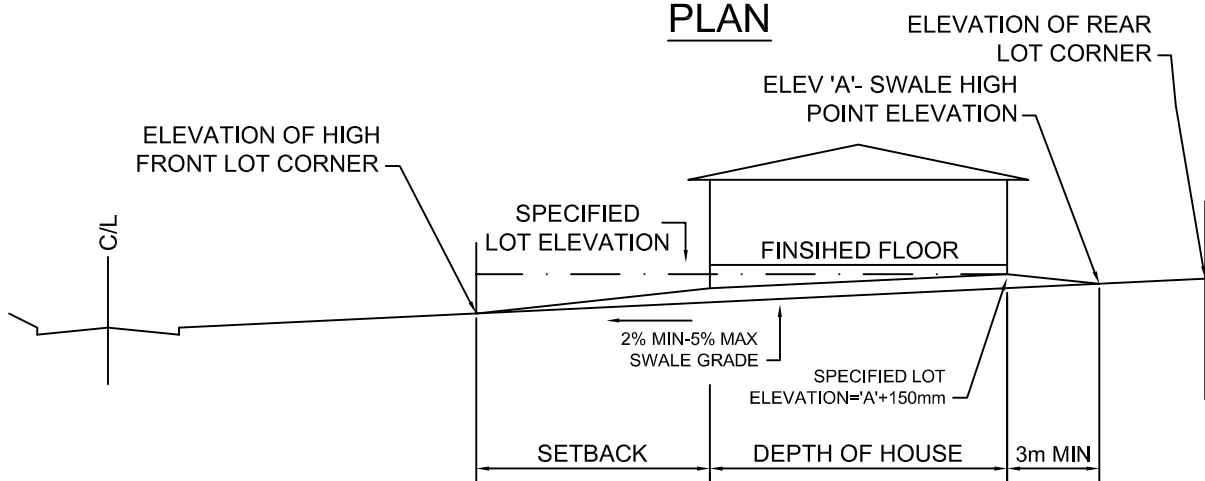 PLAN
ELEVATION OF REAR
LOT CORNER
ELEV 'A'- SWALE HIGH
POINT ELEVATION
ELEVATION OF HIGH
FRONT LOT CORNER
C/L
SPECIFIED
LOT ELEVATION
FINSIHED FLOOR
2% MIN-5% MAX
SWALE GRADE
SPECIFIED LOT
ELEVATION='A'+150mm
SETBACK
DEPTH OF HOUSE
3m MIN